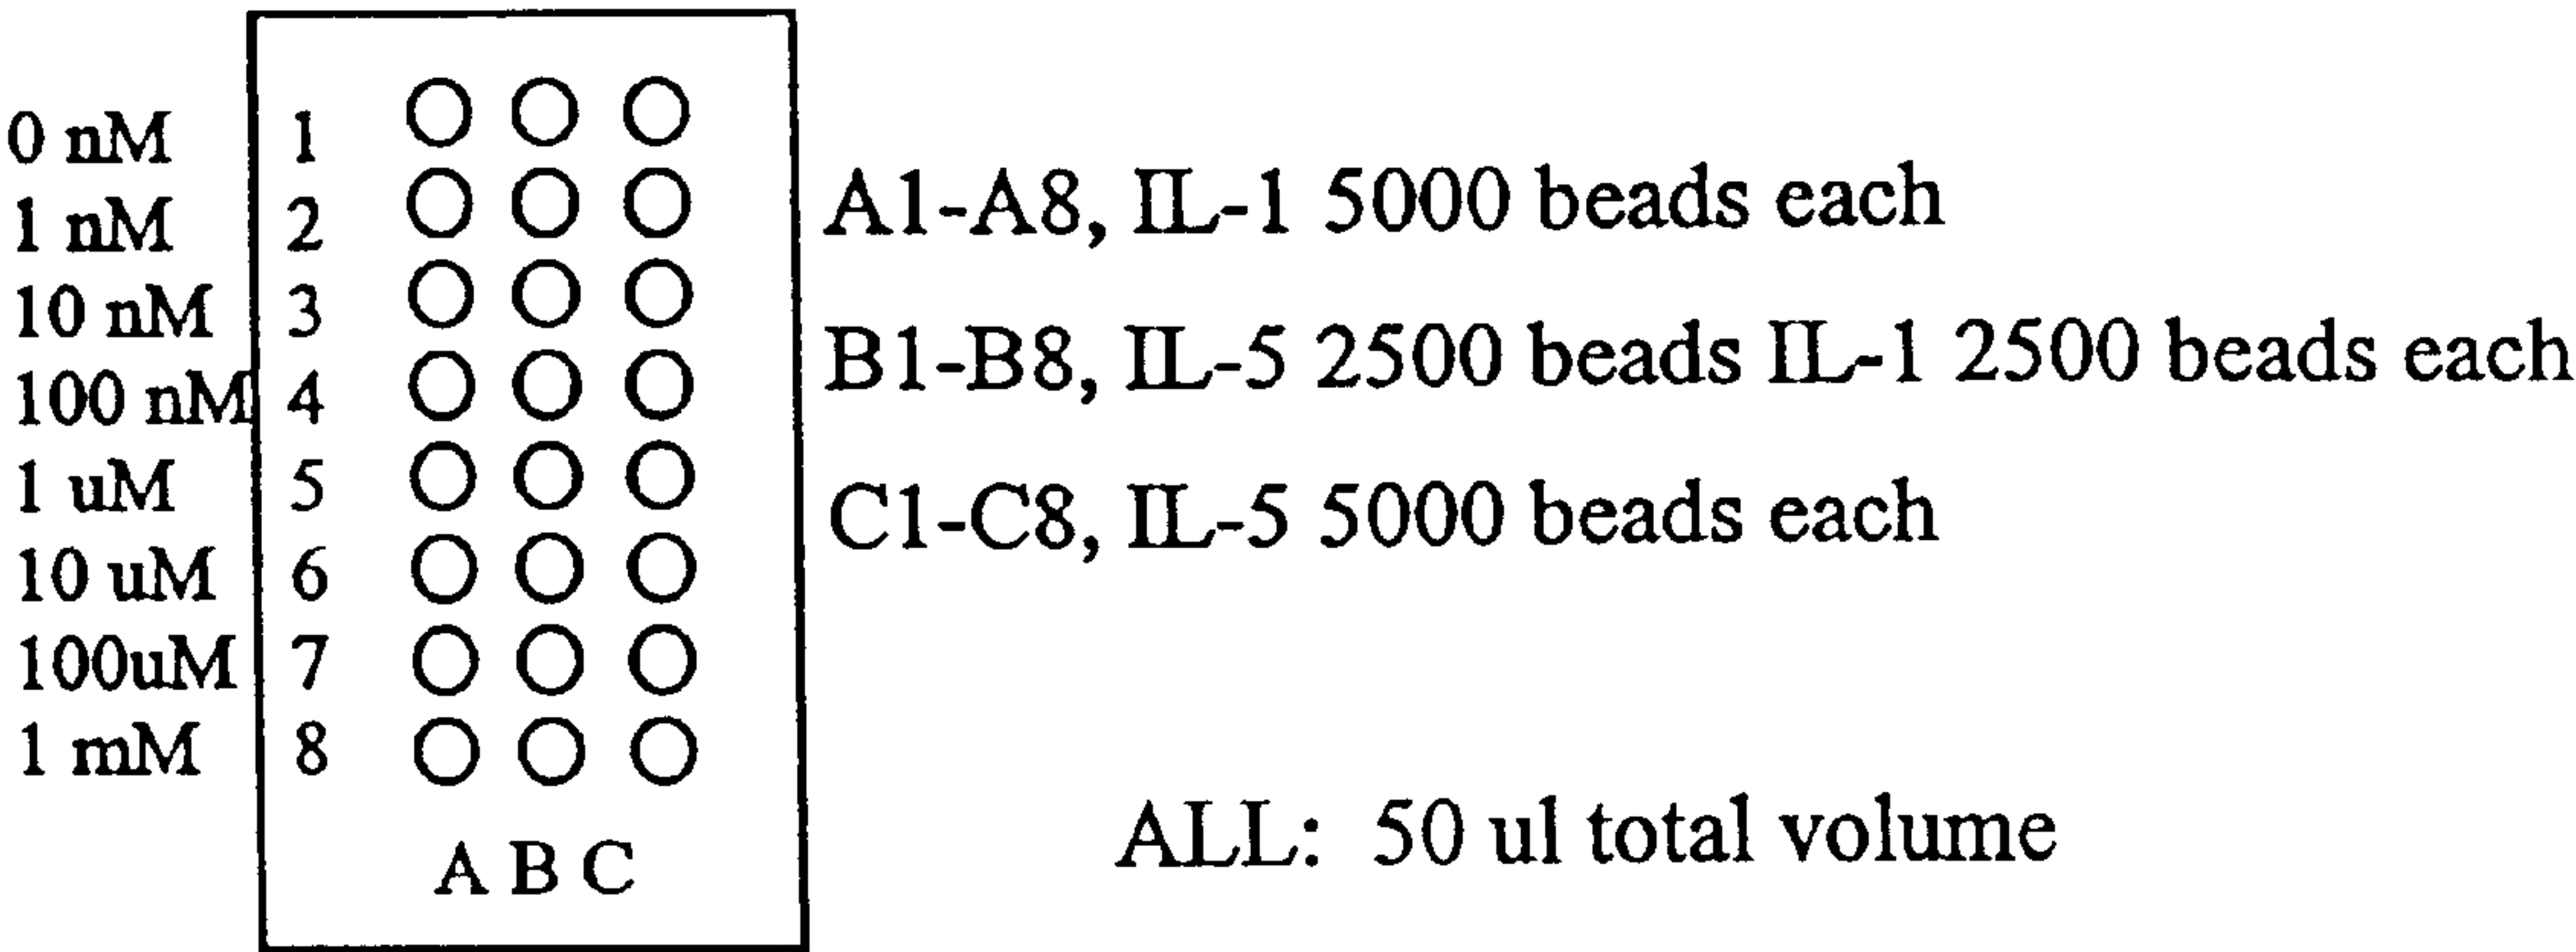 0 nM 1
1 nM 2
10 nM 3
100 nM 4
1 uM 5
10 uM 6
100uM 7
1 mM 8
A B C
A1-A8, IL-1 5000 beads each
B1-B8, IL-5 2500 beads IL-1 2500 beads each
C1-C8, IL-5 5000 beads each
ALL: 50 ul total volume